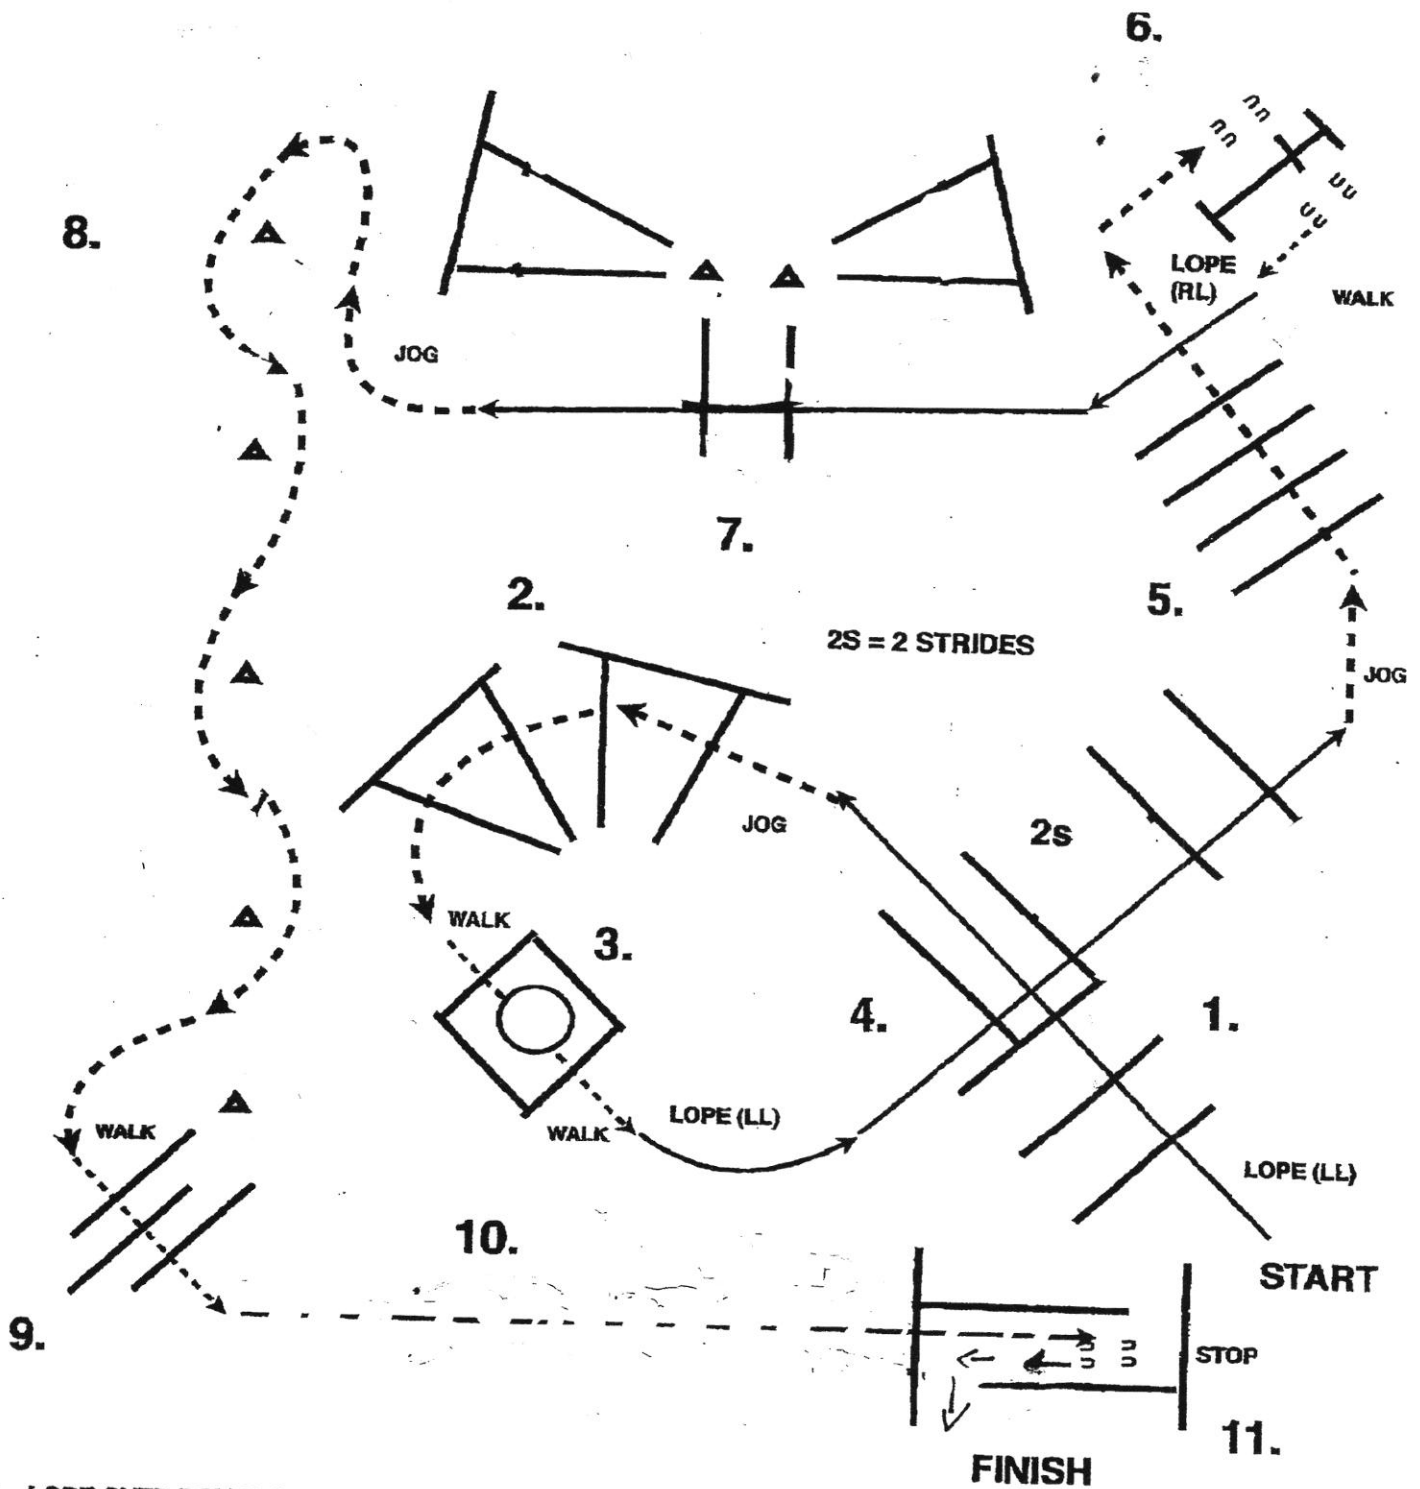 6.
8.
LOPE
(RL)
WALK
JOG
7.
2.
5.
2S = 2 STRIDES
JOG
JOG
2s
WALK
3.
4.
1.
LOPE (LL)
WALK
WALK
LOPE (LL)
10.
START
9.
STOP
11.
FINISH